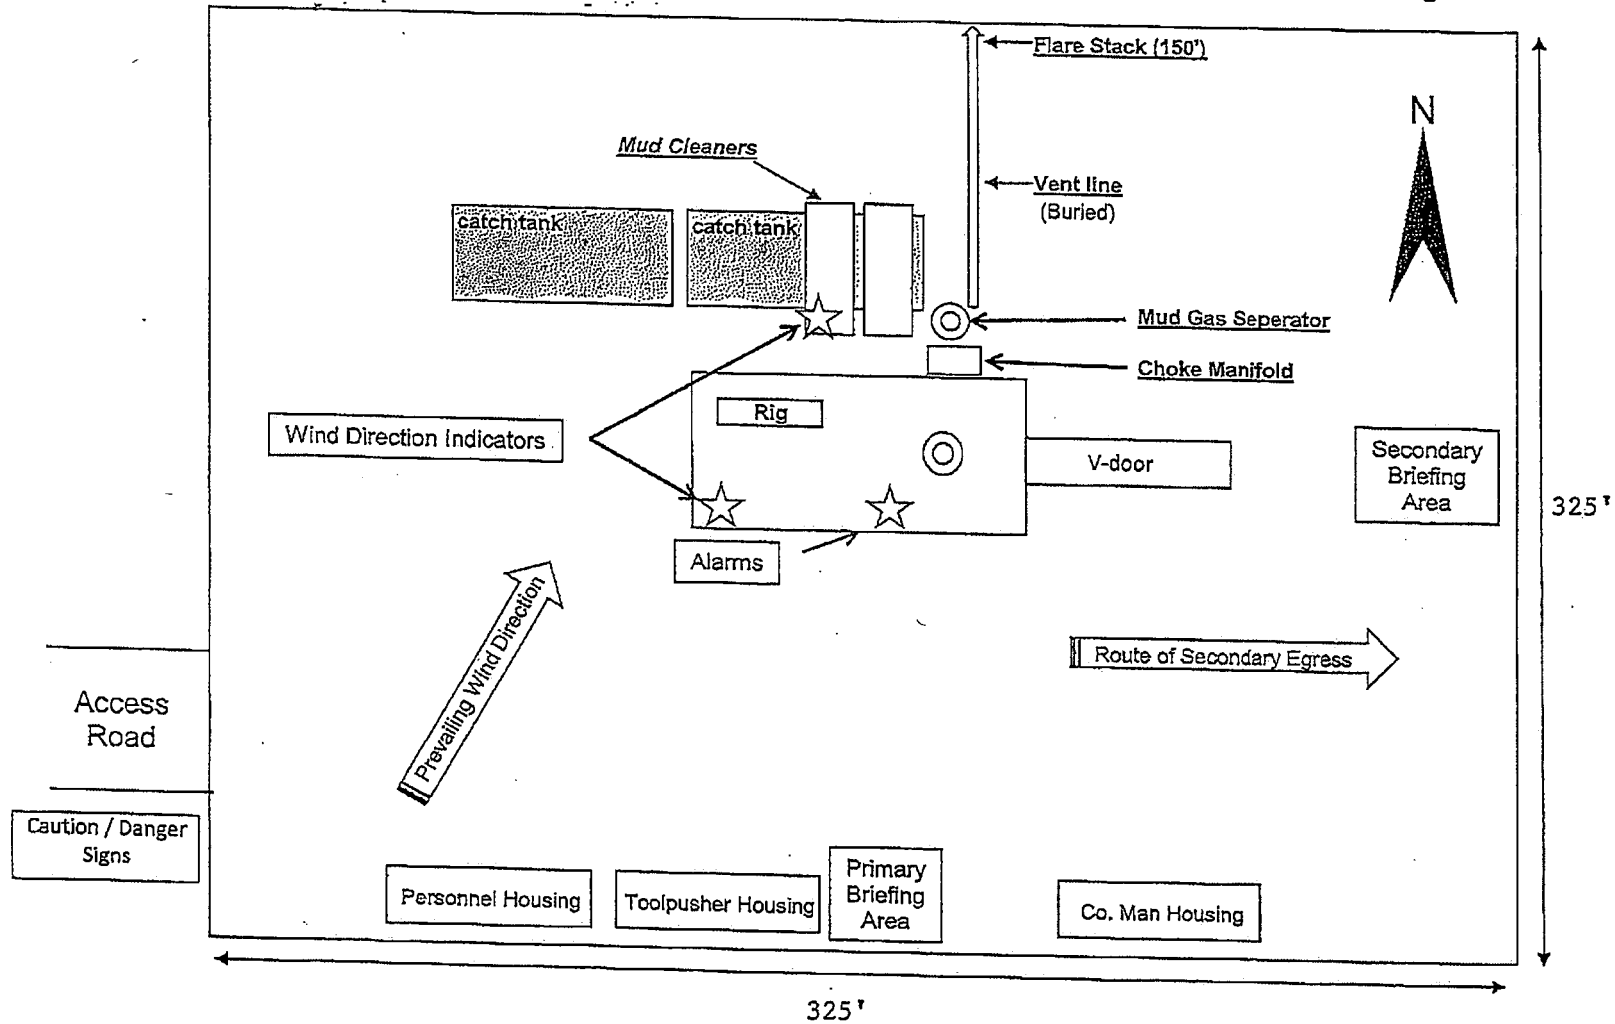 Flare Stack (150')
N
Mud Cleaners
Vent line
(Buried)
catch tank
catch tank
Mud Gas Seperator
Choke Manifold
Rig
Wind Direction Indicators
V-door
Secondary
Briefing
Area
325'
Alarms
Prevailing Wind Direction
Route of Secondary Egress
Access
Road
Caution / Danger
Signs
Personnel Housing
Toolpusher Housing
Primary
Briefing
Area
Co. Man Housing
325'